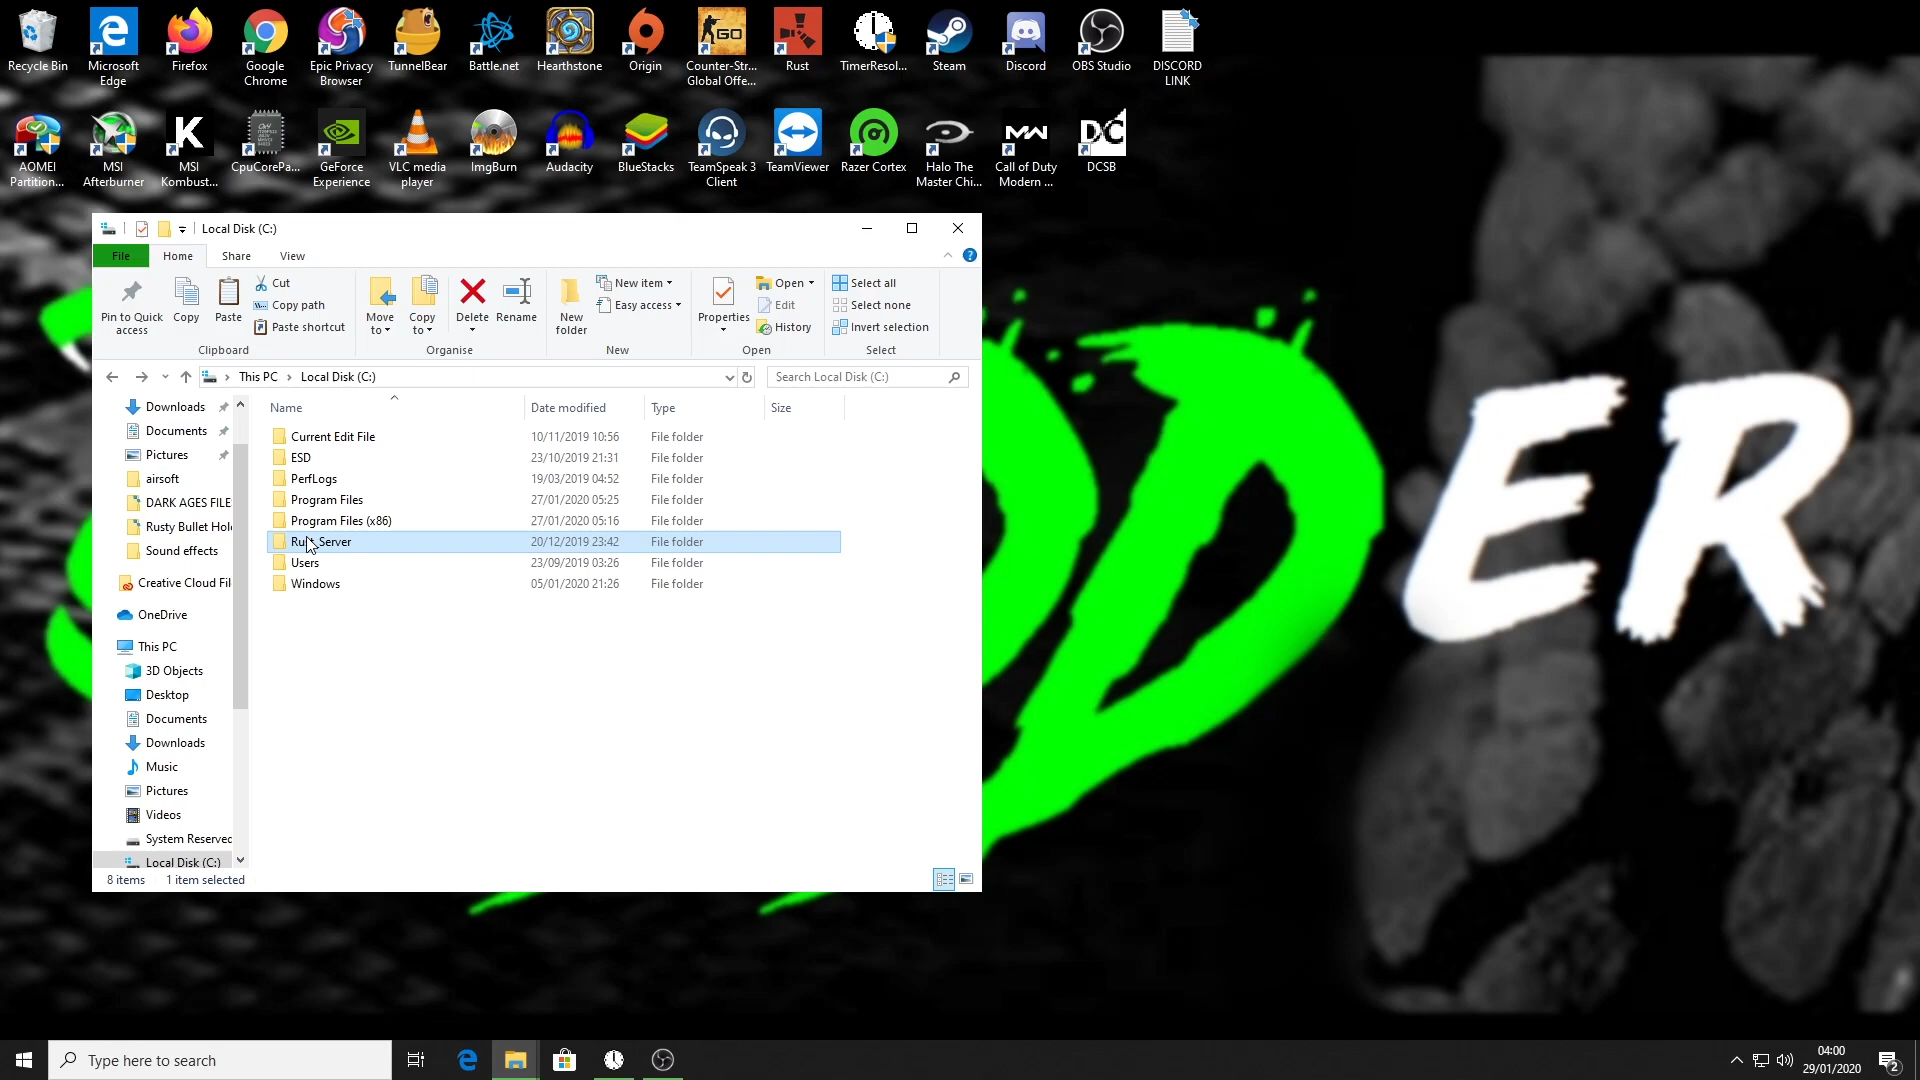 Recycle Bin
Microsoft Edge
Firefox
Google Chrome
Epic Privacy Browser
TunnelBear
Battle.net
Hearthstone
Origin
Counter-Str... Global Offe...
Rust
TimerResol...
Steam
Discord
OBS Studio
DISCORD LINK
AOMEI Partition...
MSI Afterburner
MSI Kombust...
CpuCorePa...
GeForce Experience
VLC media player
ImgBurn
Audacity
BlueStacks
TeamSpeak 3 Client
TeamViewer
Razer Cortex
Halo The Master Chi...
Call of Duty Modern ...
DCSB
Local Disk (C:)
File Home Share View
Pin to Quick access
Copy
Paste
Cut
Copy path
Paste shortcut
Clipboard
Move to
Copy to
Delete
Rename
Organise
New folder
New item
Easy access
New
Properties
Open
Edit
History
Open
Select all
Select none
Invert selection
Select
This PC > Local Disk (C:)
Search Local Disk (C:)
Downloads
Documents
Pictures
airsoft
DARK AGES FILE
Rusty Bullet Hol
Sound effects
Creative Cloud Fil
OneDrive
This PC
3D Objects
Desktop
Documents
Downloads
Music
Pictures
Videos
System Reserved
Local Disk (C:)
Name Date modified Type Size
Current Edit File 10/11/2019 10:56 File folder
ESD 23/10/2019 21:31 File folder
PerfLogs 19/03/2019 04:52 File folder
Program Files 27/01/2020 05:25 File folder
Program Files (x86) 27/01/2020 05:16 File folder
Rust Server 20/12/2019 23:42 File folder
Users 23/09/2019 03:26 File folder
Windows 05/01/2020 21:26 File folder
8 items 1 item selected
D ER
Type here to search
04:00
29/01/2020
2